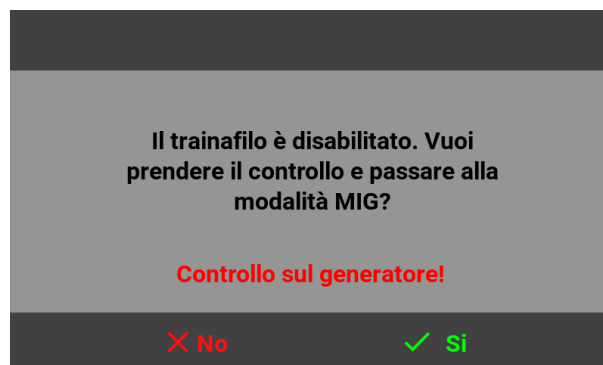 Il trainafilo è disabilitato. Vuoi
prendere il controllo e passare alla
modalità MIG?
Controllo sul generatore!
No Si